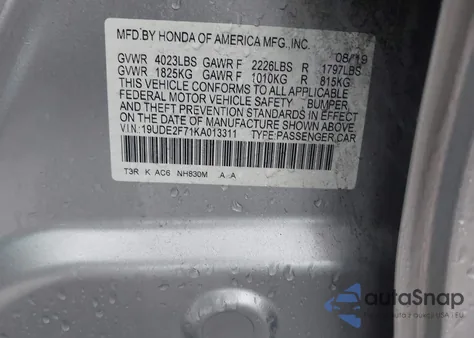 MFD.BY HONDA OF AMERICA MFG.,INC. 08/19
GVWR 4023LBS GAWR F 2226LBS R 1797LBS
GVWR 1825KG GAWR F 1010KG R 815KG
THIS VEHICLE CONFORMS TO ALL APPLICABLE
FEDERAL MOTOR VEHICLE SAFETY BUMPER,
AND THEFT PREVENTION STANDARDS IN EFFECT
ON THE DATE OF MANUFACTURE SHOWN ABOVE.
VIN:19UDE2F71KA013311 TYPE:PASSENGER CAR
T3R K AC6 NH830M A A
autoSnap